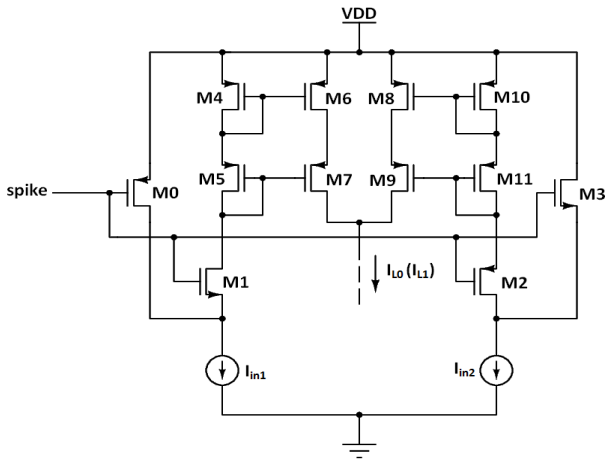 VDD
M4
M6
M8
M10
spike
M0
M5
M7
M9
M11
M3
M1
I_L0 (I_L1)
M2
I_in1
I_in2